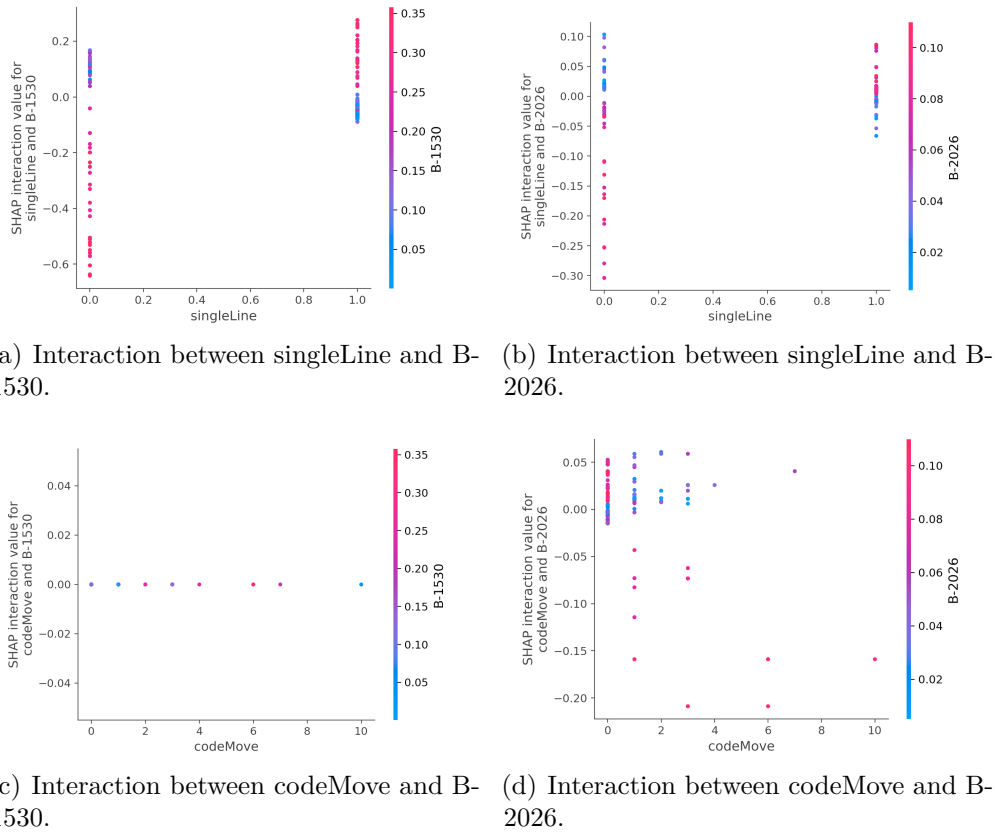 0.2
0.0
−0.2
−0.4
−0.6
SHAP interaction value for
singleLine and B-1530
0.0 0.2 0.4 0.6 0.8 1.0
singleLine
0.35
0.30
0.25
0.20
0.15
0.10
0.05
B-1530
0.10
0.05
0.00
−0.05
−0.10
−0.15
−0.20
−0.25
−0.30
SHAP interaction value for
singleLine and B-2026
0.0 0.2 0.4 0.6 0.8 1.0
singleLine
0.10
0.08
0.06
0.04
0.02
B-2026
a) Interaction between singleLine and B-
1530.
(b) Interaction between singleLine and B-
2026.
0.04
0.02
0.00
−0.02
−0.04
SHAP interaction value for
codeMove and B-1530
0 2 4 6 8 10
codeMove
0.35
0.30
0.25
0.20
0.15
0.10
0.05
B-1530
0.05
0.00
−0.05
−0.10
−0.15
−0.20
SHAP interaction value for
codeMove and B-2026
0 2 4 6 8 10
codeMove
0.10
0.08
0.06
0.04
0.02
B-2026
c) Interaction between codeMove and B-
1530.
(d) Interaction between codeMove and B-
2026.